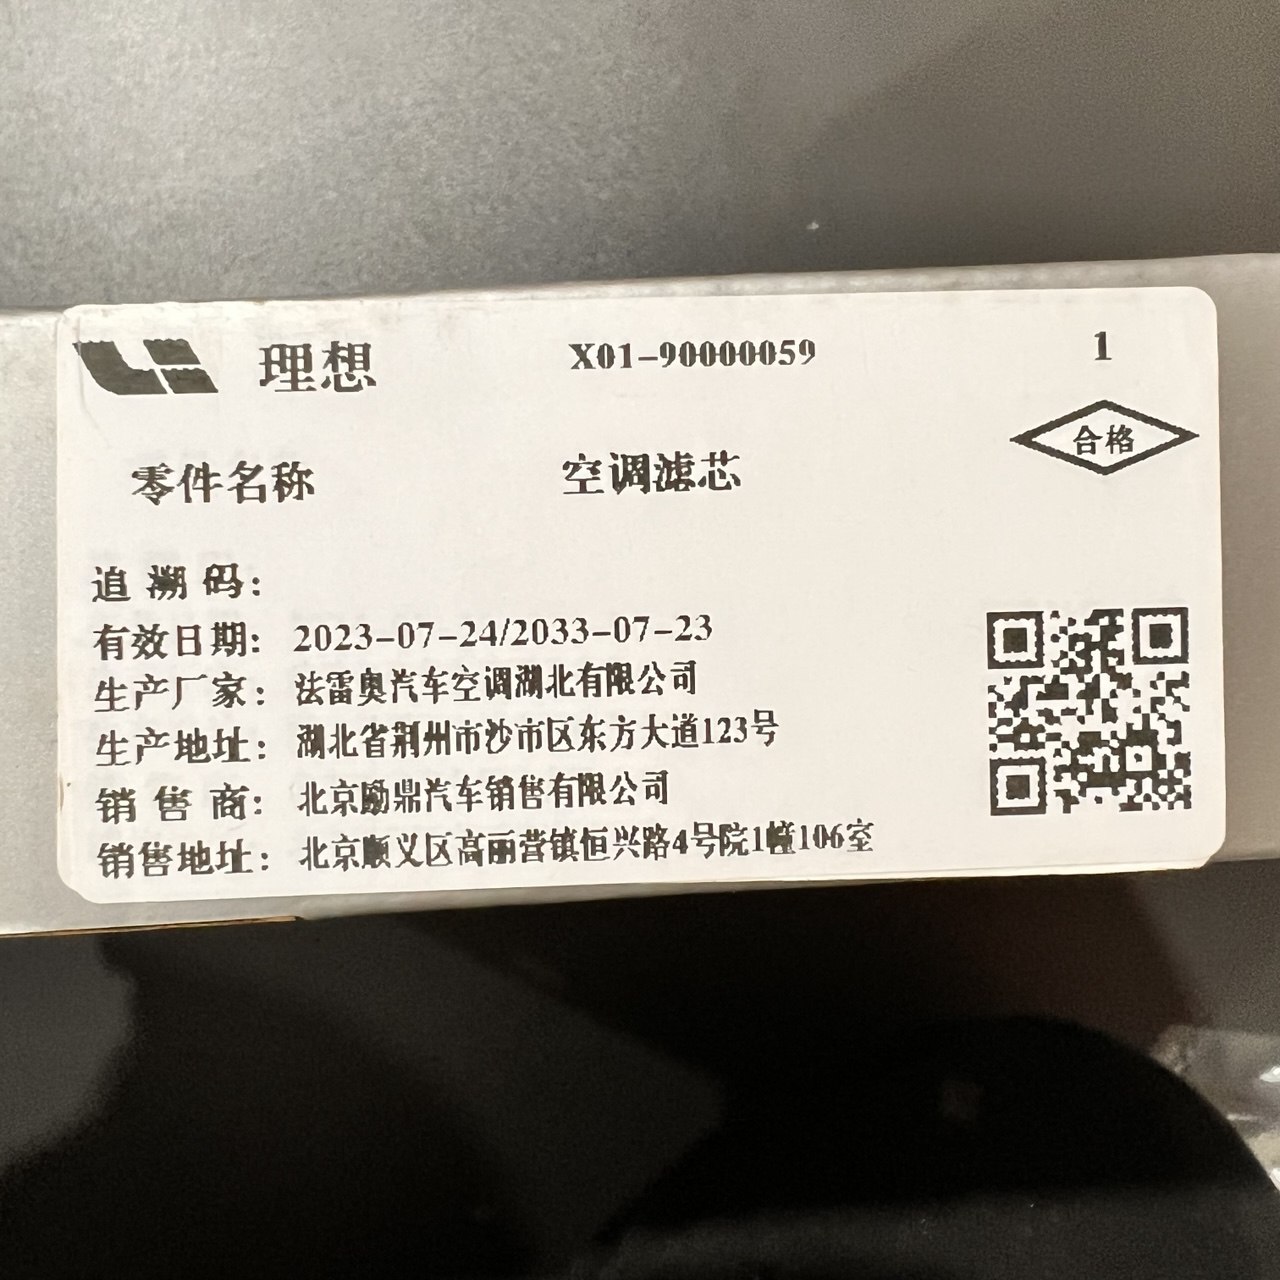 理想 X01-90000059 1
合格
零件名称 空调滤芯
追溯码:
有效日期: 2023-07-24/2033-07-23
生产厂家: 法雷奥汽车空调湖北有限公司
生产地址: 湖北省荆州市沙市区东方大道123号
销售商: 北京励鼎汽车销售有限公司
销售地址: 北京顺义区高丽营镇恒兴路4号院1幢106室